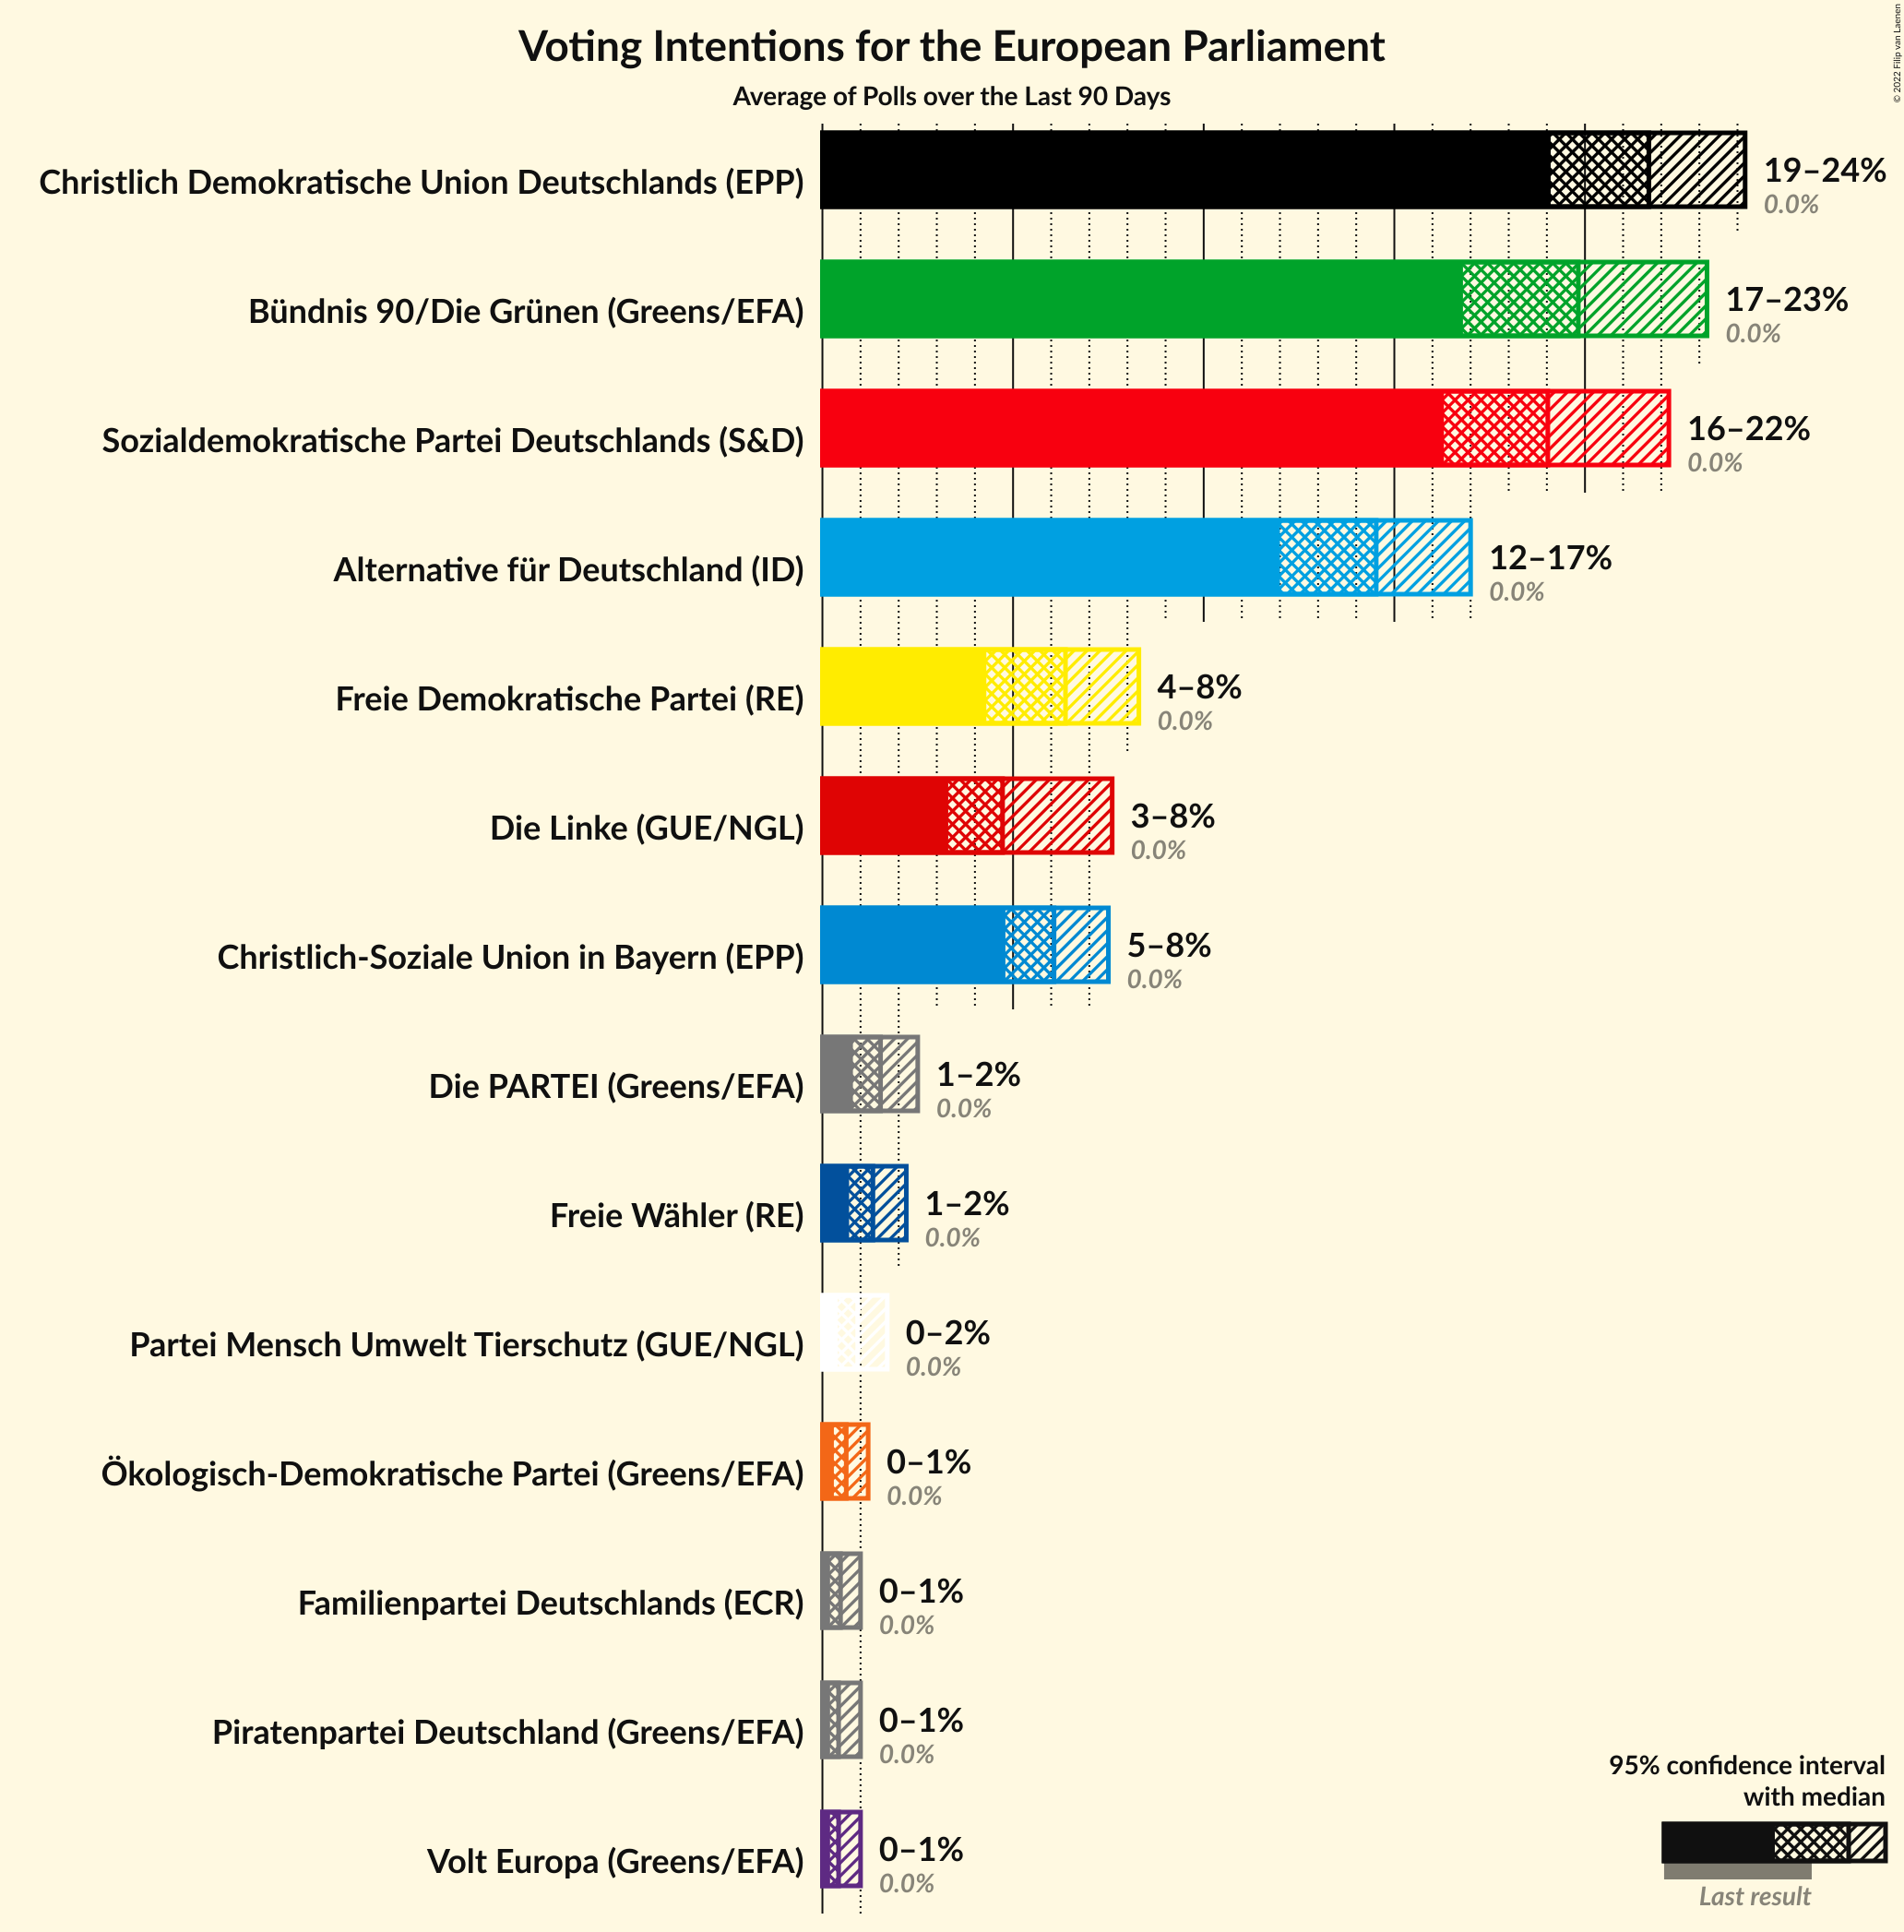 Voting Intentions for the European Parliament
Average of Polls over the Last 90 Days
© 2022 Filip van Laenen
Christlich Demokratische Union Deutschlands (EPP)
19–24%
0.0%
Bündnis 90/Die Grünen (Greens/EFA)
17–23%
0.0%
Sozialdemokratische Partei Deutschlands (S&D)
16–22%
0.0%
Alternative für Deutschland (ID)
12–17%
0.0%
Freie Demokratische Partei (RE)
4–8%
0.0%
Die Linke (GUE/NGL)
3–8%
0.0%
Christlich-Soziale Union in Bayern (EPP)
5–8%
0.0%
Die PARTEI (Greens/EFA)
1–2%
0.0%
Freie Wähler (RE)
1–2%
0.0%
Partei Mensch Umwelt Tierschutz (GUE/NGL)
0–2%
0.0%
Ökologisch-Demokratische Partei (Greens/EFA)
0–1%
0.0%
Familienpartei Deutschlands (ECR)
0–1%
0.0%
Piratenpartei Deutschland (Greens/EFA)
0–1%
0.0%
Volt Europa (Greens/EFA)
0–1%
0.0%
95% confidence interval
with median
Last result